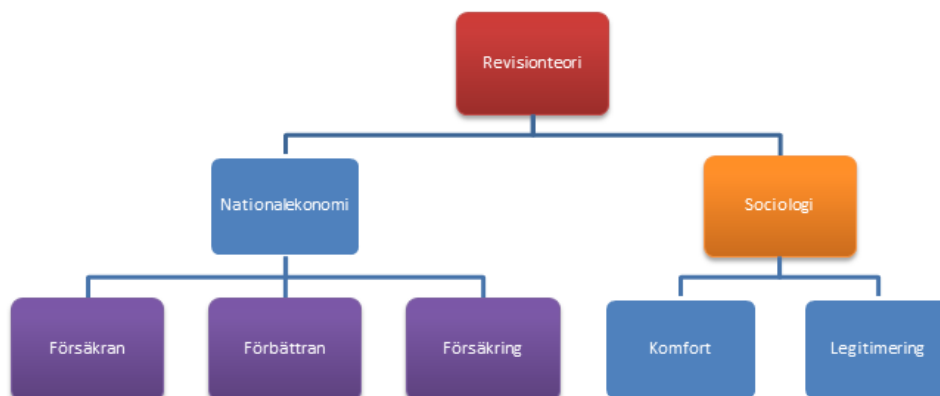 Revisionteori
Nationalekonomi
Sociologi
Försäkran
Förbättran
Försäkring
Komfort
Legitimering